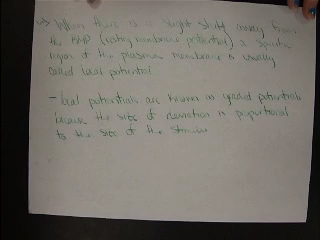 -> When there is a slight shift moving from
the RMP (resting membrane potential) a specific
region of the plasma membrane is usually
called local potential
- local potentials are known as graded potentials
because the size of deviation is proportional
to the size of the stimulus